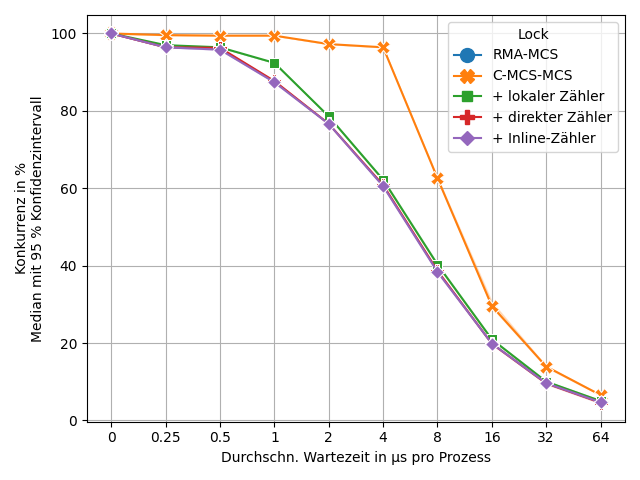 Konkurrenz in %
Median mit 95 % Konfidenzintervall
100
80
60
40
20
0
Lock
RMA-MCS
C-MCS-MCS
+ lokaler Zähler
+ direkter Zähler
+ Inline-Zähler
0 0.25 0.5 1 2 4 8 16 32 64
Durchschn. Wartezeit in µs pro Prozess